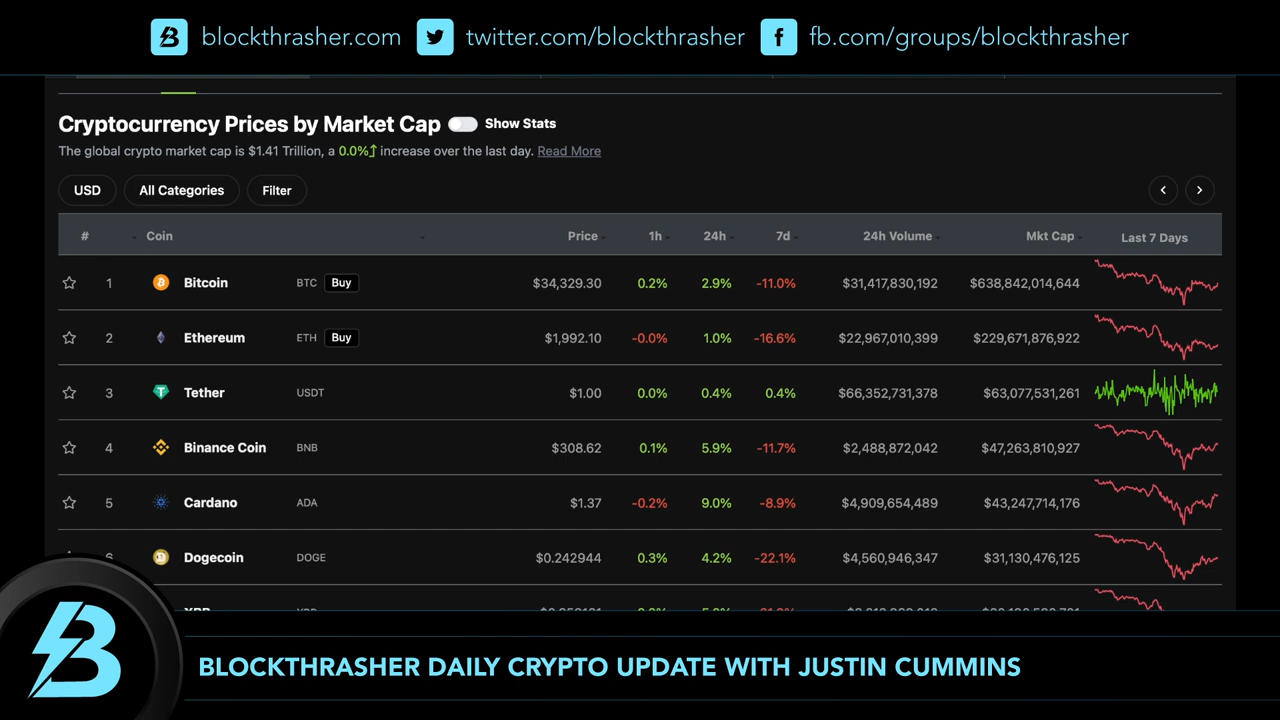 blockthrasher.com twitter.com/blockthrasher fb.com/groups/blockthrasher
Cryptocurrency Prices by Market Cap Show Stats
The global crypto market cap is $1.41 Trillion, a 0.0% increase over the last day. Read More
USD All Categories Filter
# Coin Price 1h 24h 7d 24h Volume Mkt Cap Last 7 Days
1 Bitcoin BTC Buy $34,329.30 0.2% 2.9% -11.0% $31,417,830,192 $638,842,014,644
2 Ethereum ETH Buy $1,992.10 -0.0% 1.0% -16.6% $22,967,010,399 $229,671,876,922
3 Tether USDT $1.00 0.0% 0.4% 0.4% $66,352,731,378 $63,077,531,261
4 Binance Coin BNB $308.62 0.1% 5.9% -11.7% $2,488,872,042 $47,263,810,927
5 Cardano ADA $1.37 -0.2% 9.0% -8.9% $4,909,654,489 $43,247,714,176
6 Dogecoin DOGE $0.242944 0.3% 4.2% -22.1% $4,560,946,347 $31,130,476,125
XRP XRP
BLOCKTHRASHER DAILY CRYPTO UPDATE WITH JUSTIN CUMMINS